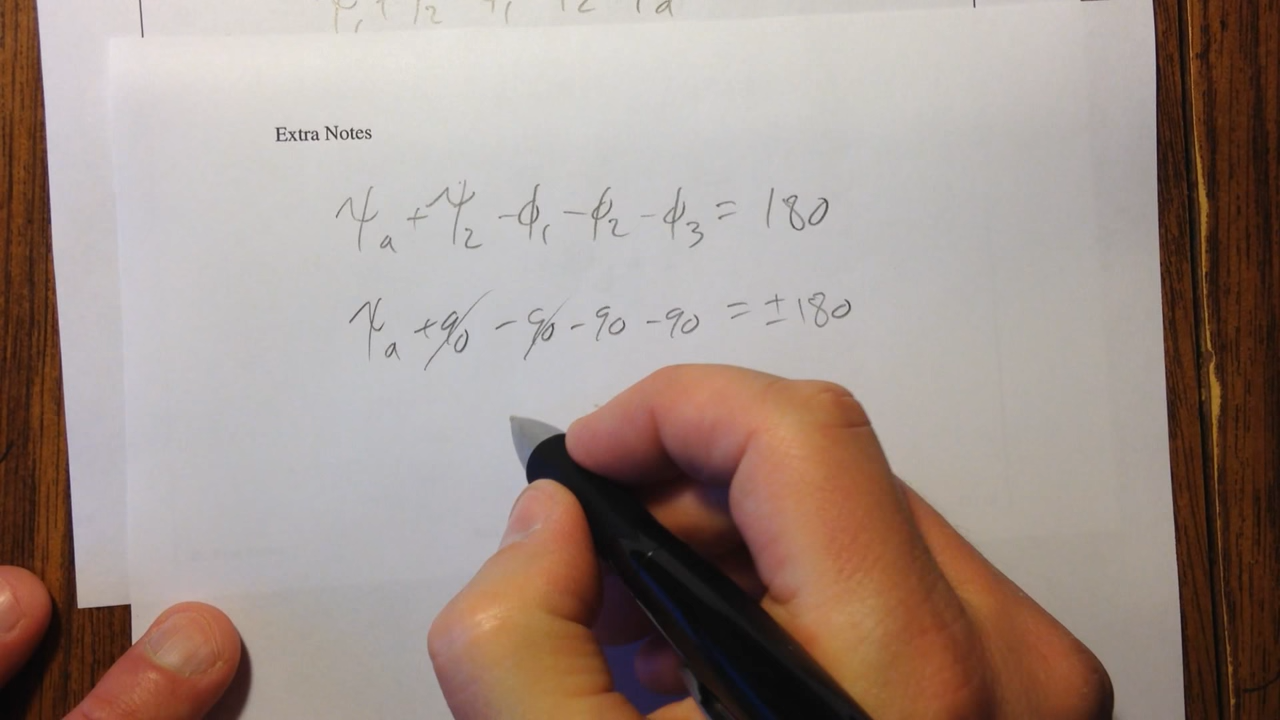 Extra Notes
ψₐ + ψ₂ - ϕ₁ - ϕ₂ - ϕ₃ = 180
ψₐ + 90 - 90 - 90 - 90 = ± 180